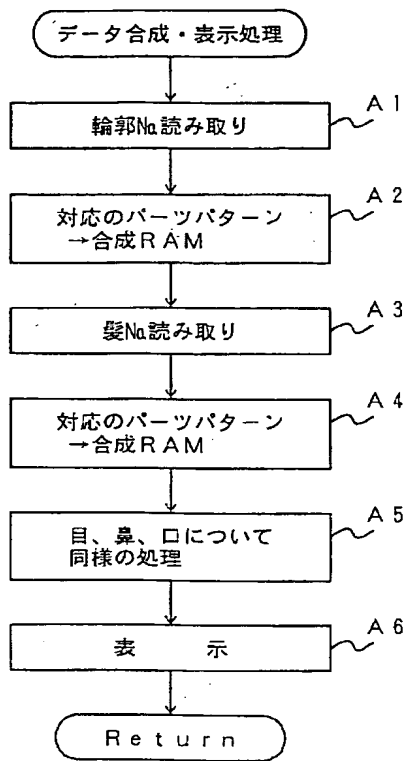 データ合成・表示処理
A1
輪郭№読み取り
A2
対応のパーツパターン
→合成RAM
A3
髪№読み取り
A4
対応のパーツパターン
→合成RAM
A5
目、鼻、口について
同様の処理
A6
表 示
Return